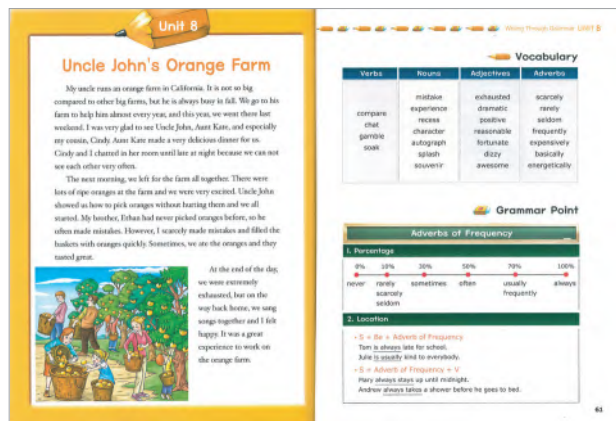 Unit 8
Uncle John's Orange Farm
My uncle runs an orange farm in California. It is not so big
compared to other big farms, but he is always busy in fall. We go to his
farm to help him almost every year, and this year, we went there last
weekend. I was very glad to see Uncle John, Aunt Kate, and especially
my cousin, Cindy. Aunt Kate made a very delicious dinner for us.
Cindy and I chatted in her room until late at night because we can not
see each other very often.
The next morning, we left for the farm all together. There were
lots of ripe oranges at the farm and we were very excited. Uncle John
showed us how to pick oranges without hurting them and we all
started. My brother, Ethan had never picked oranges before, so he
often made mistakes. However, I scarcely made mistakes and filled the
baskets with oranges quickly. Sometimes, we ate the oranges and they
tasted great.
At the end of the day,
we were extremely
exhausted, but on the
way back home, we sang
songs together and I felt
happy. It was a great
experience to work on
the orange farm.
Writing Through Grammar UNIT 8
Vocabulary
Verbs Nouns Adjectives Adverbs
compare
chat
gamble
soak
mistake
experience
recess
character
autograph
splash
souvenir
exhausted
dramatic
positive
reasonable
fortunate
dizzy
awesome
scarcely
rarely
seldom
frequently
expensively
basically
energetically
Grammar Point
Adverbs of Frequency
1. Percentage
0% 10% 30% 50% 70% 100%
never rarely sometimes often usually always
scarcely frequently
seldom
2. Location
• S + Be + Adverb of Frequency
Tom is always late for school.
Julie is usually kind to everybody.
• S + Adverb of Frequency + V
Mary always stays up until midnight.
Andrew always takes a shower before he goes to bed.
61